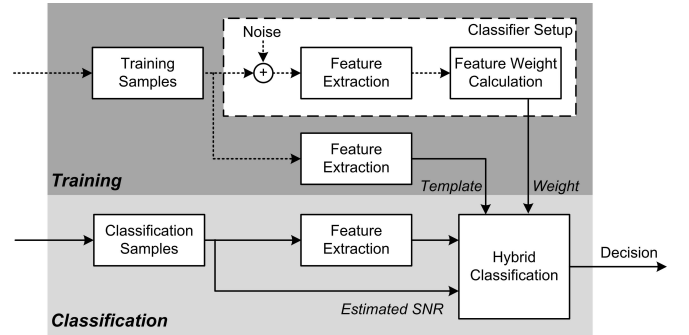 Noise
Classifier Setup
Training
Samples
+
Feature
Extraction
Feature Weight
Calculation
Feature
Extraction
Training
Template
Weight
Classification
Samples
Feature
Extraction
Hybrid
Classification
Decision
Estimated SNR
Classification